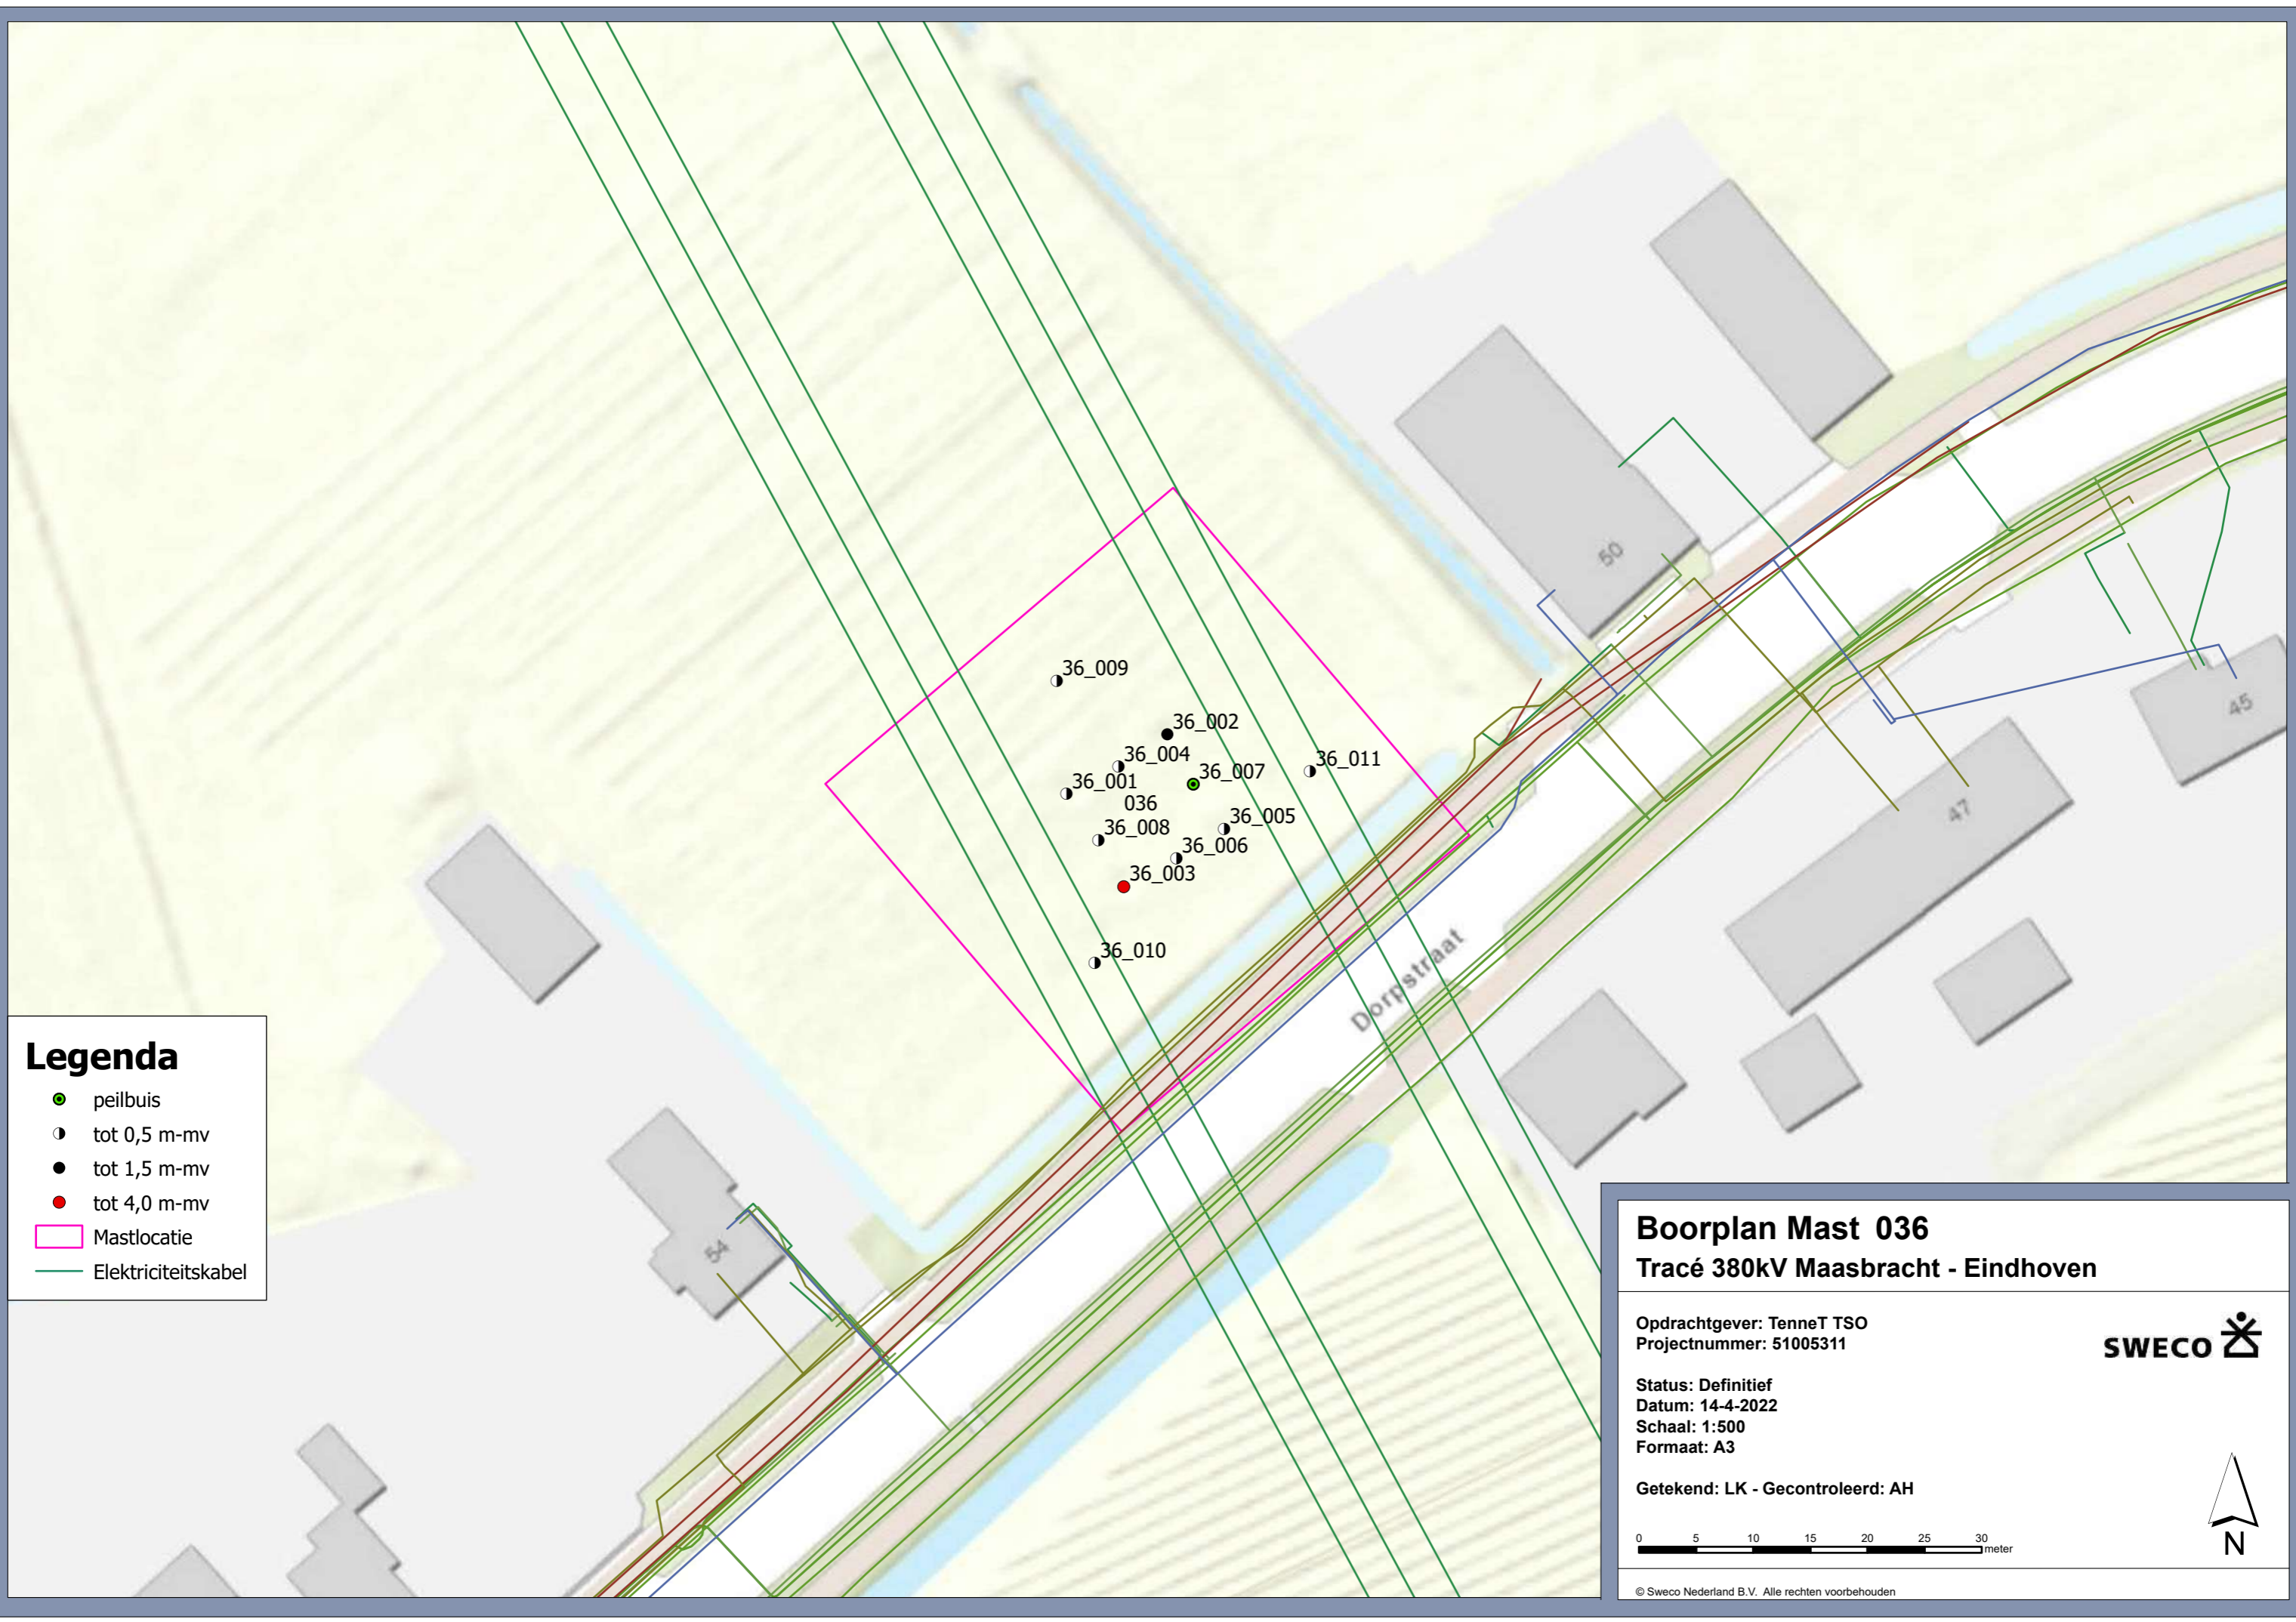 50
45
47
54
Dorpstraat
36_009
36_002
36_004
36_007
36_011
36_001
036
36_005
36_008
36_006
36_003
36_010
Legenda
peilbuis
tot 0,5 m-mv
tot 1,5 m-mv
tot 4,0 m-mv
Mastlocatie
Elektriciteitskabel
Boorplan Mast 036
Tracé 380kV Maasbracht - Eindhoven
Opdrachtgever: TenneT TSO
Projectnummer: 51005311
SWECO
Status: Definitief
Datum: 14-4-2022
Schaal: 1:500
Formaat: A3
Getekend: LK - Gecontroleerd: AH
0 5 10 15 20 25 30
meter
N
© Sweco Nederland B.V. Alle rechten voorbehouden